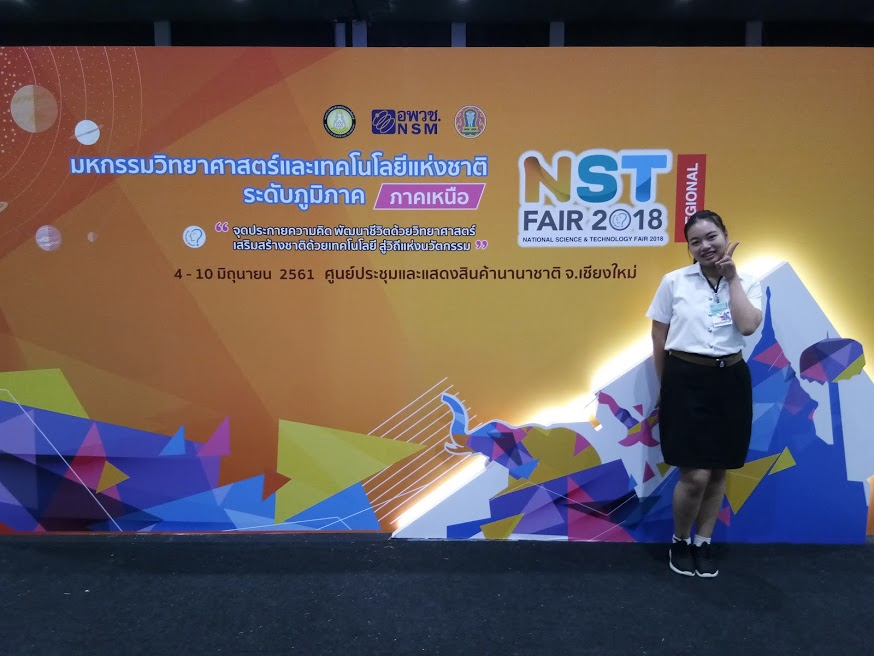 อพวช.
NSM
มหกรรมวิทยาศาสตร์และเทคโนโลยีแห่งชาติ
ระดับภูมิภาค ภาคเหนือ
“ จุดประกายความคิด พัฒนาชีวิตด้วยวิทยาศาสตร์
เสริมสร้างชาติด้วยเทคโนโลยี สู่วิถีแห่งนวัตกรรม ”
4 - 10 มิถุนายน 2561 ศูนย์ประชุมและแสดงสินค้านานาชาติ จ.เชียงใหม่
NST
FAIR 2018
NATIONAL SCIENCE & TECHNOLOGY FAIR 2018
EGIONAL